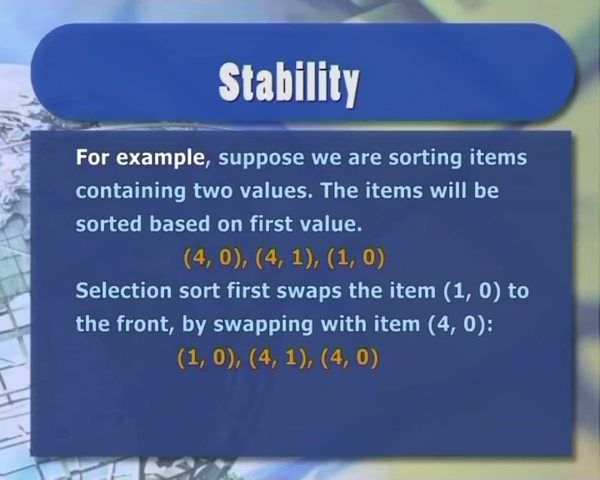 Stability
For example, suppose we are sorting items
containing two values. The items will be
sorted based on first value.
(4, 0), (4, 1), (1, 0)
Selection sort first swaps the item (1, 0) to
the front, by swapping with item (4, 0):
(1, 0), (4, 1), (4, 0)